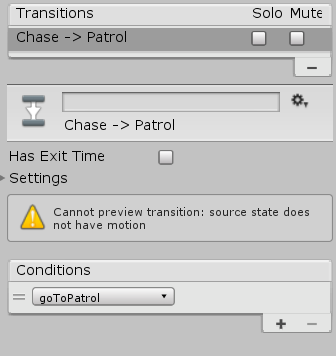 Transitions Solo Mute
Chase -> Patrol
Chase -> Patrol
Has Exit Time
Settings
Cannot preview transition: source state does
not have motion
Conditions
goToPatrol